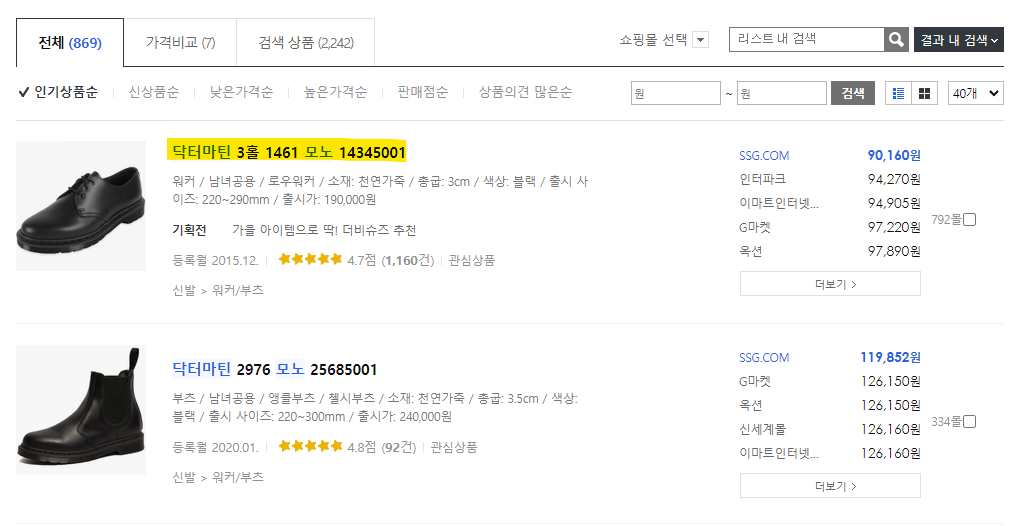 전체 (869) 가격비교 (7) 검색 상품 (2,242) 쇼핑몰 선택 리스트 내 검색 결과 내 검색
인기상품순 신상품순 낮은가격순 높은가격순 판매점순 상품의견 많은순 원 ~ 원 검색 40개
닥터마틴 3홀 1461 모노 14345001
워커 / 남녀공용 / 로우워커 / 소재: 천연가죽 / 총굽: 3cm / 색상: 블랙 / 출시 사
이즈: 220~290mm / 출시가: 190,000원
기획전 가을 아이템으로 딱! 더비슈즈 추천
등록월 2015.12. 4.7점 (1,160건) 관심상품
신발 > 워커/부츠
SSG.COM 90,160원
인터파크 94,270원
이마트인터넷... 94,905원
G마켓 97,220원
옥션 97,890원
792몰
더보기 >
닥터마틴 2976 모노 25685001
부츠 / 남녀공용 / 앵클부츠 / 첼시부츠 / 소재: 천연가죽 / 총굽: 3.5cm / 색상:
블랙 / 출시 사이즈: 220~300mm / 출시가: 240,000원
등록월 2020.01. 4.8점 (92건) 관심상품
신발 > 워커/부츠
SSG.COM 119,852원
G마켓 126,150원
옥션 126,150원
신세계몰 126,160원
이마트인터넷... 126,160원
334몰
더보기 >